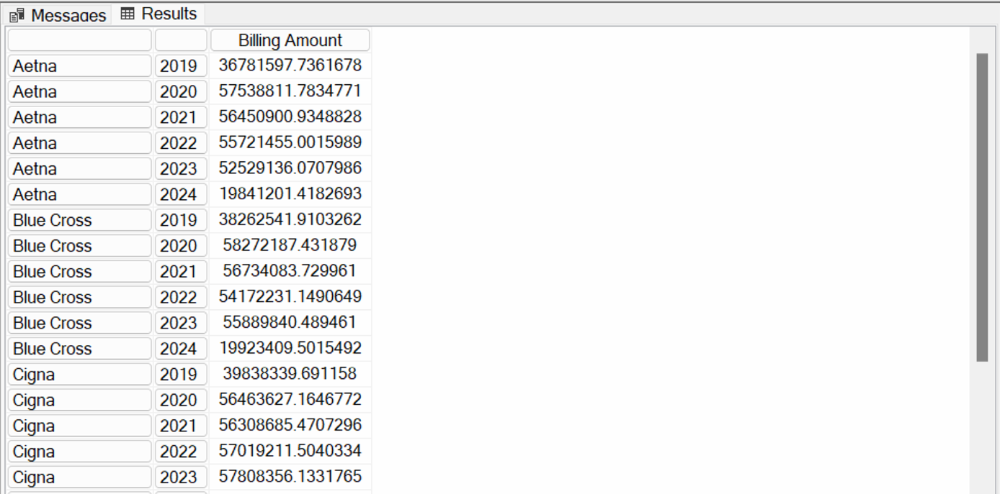 Messages Results
Billing Amount
Aetna 2019 36781597.7361678
Aetna 2020 57538811.7834771
Aetna 2021 56450900.9348828
Aetna 2022 55721455.0015989
Aetna 2023 52529136.0707986
Aetna 2024 19841201.4182693
Blue Cross 2019 38262541.9103262
Blue Cross 2020 58272187.431879
Blue Cross 2021 56734083.729961
Blue Cross 2022 54172231.1490649
Blue Cross 2023 55889840.489461
Blue Cross 2024 19923409.5015492
Cigna 2019 39838339.691158
Cigna 2020 56463627.1646772
Cigna 2021 56308685.4707296
Cigna 2022 57019211.5040334
Cigna 2023 57808356.1331765